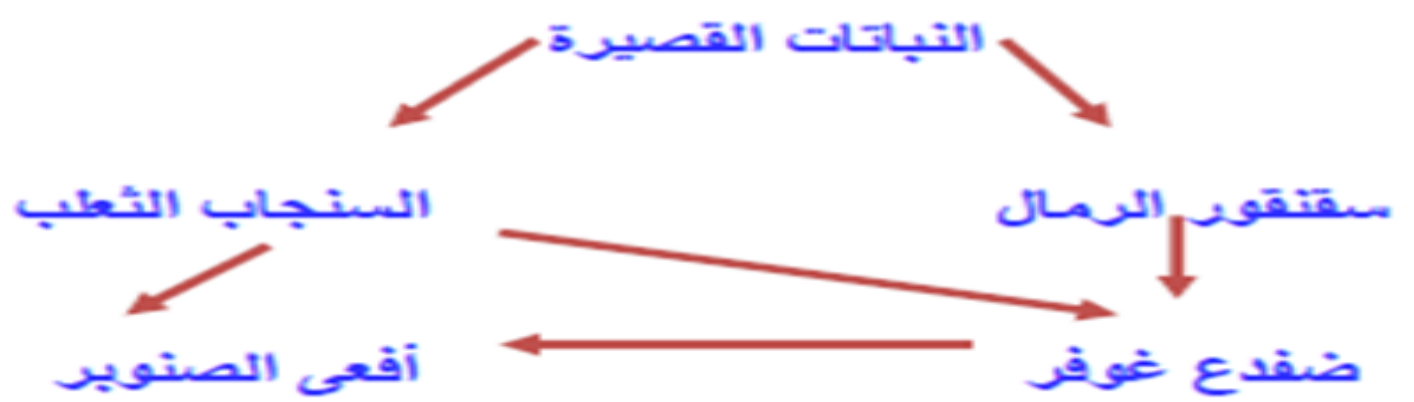 النباتات القصيرة
سقنقور الرمال
السنجاب الثعلب
ضفدع غوفر
أفعى الصنوبر